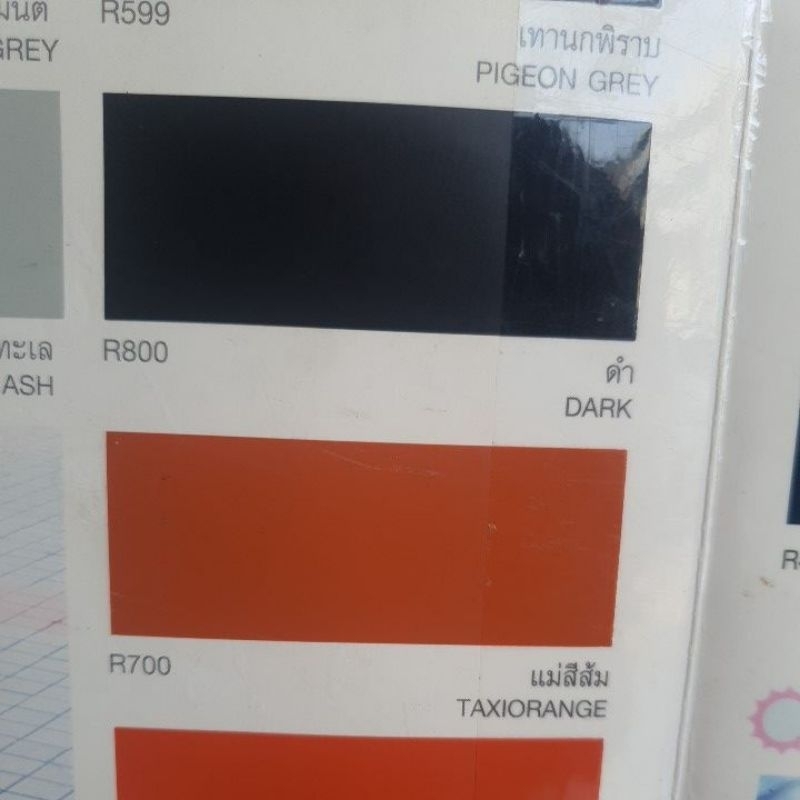 R599
GREY
เทานกพิราบ
PIGEON GREY
R800
ทะเล
ASH
ดำ
DARK
R700
แม่สีส้ม
TAXIORANGE